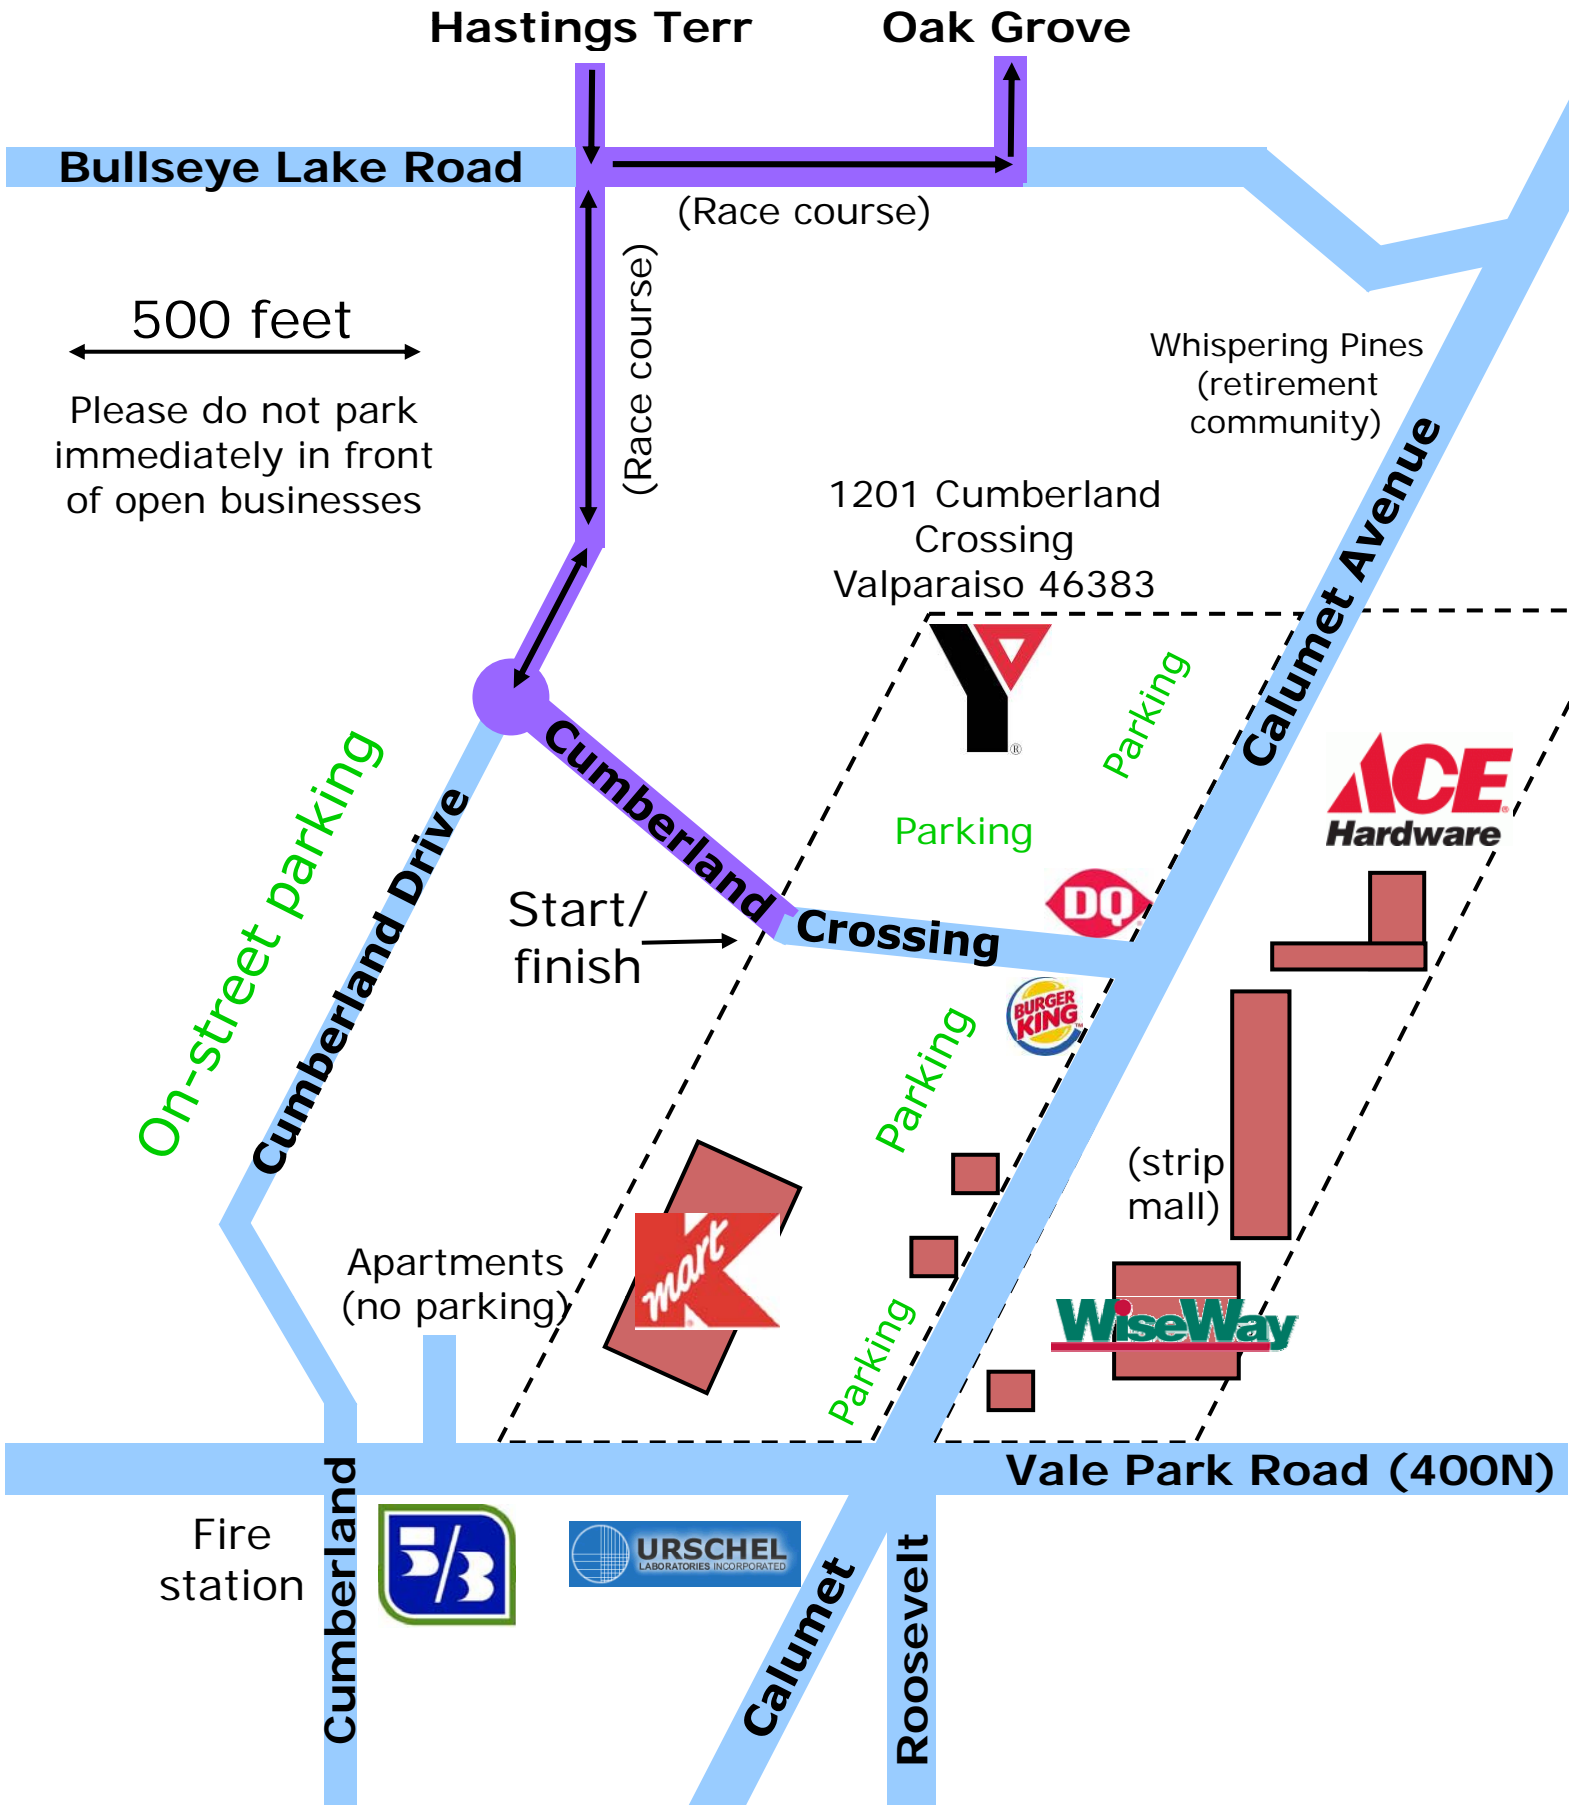 Hastings Terr
Oak Grove
Bullseye Lake Road
(Race course)
(Race course)
500 feet
Please do not park
immediately in front
of open businesses
Whispering Pines
(retirement
community)
1201 Cumberland
Crossing
Valparaiso 46383
Calumet Avenue
®
Parking
Parking
On-street parking
Cumberland Drive
Cumberland
Crossing
Start/
finish
ACE
Hardware
DQ
BURGER
KING
Parking
(strip
mall)
Apartments
(no parking)
mart
WiseWay
Parking
Vale Park Road (400N)
Fire
station
Cumberland
5/3
URSCHEL
LABORATORIES INCORPORATED
Calumet
Roosevelt